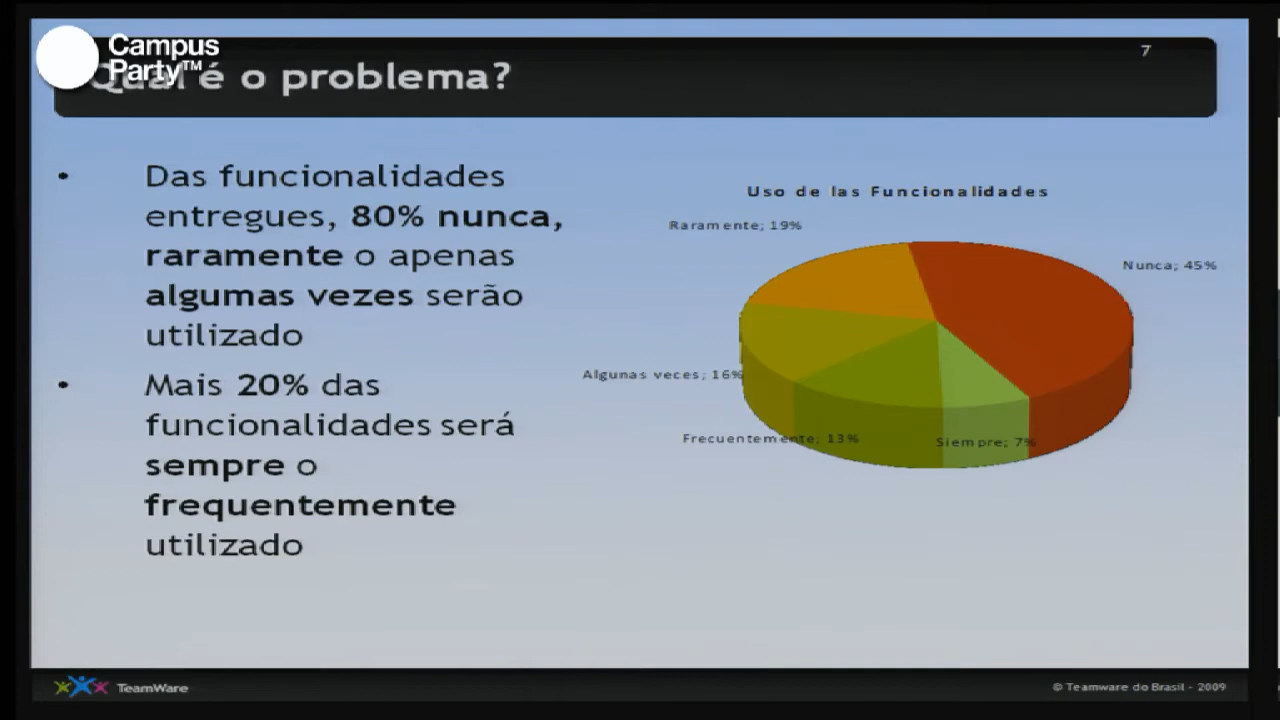 Campus
Party™
Qual é o problema?
7
• Das funcionalidades
entregues, 80% nunca,
raramente o apenas
algumas vezes serão
utilizado
• Mais 20% das
funcionalidades será
sempre o
frequentemente
utilizado
Uso de las Funcionalidades
Raramente; 19%
Nunca; 45%
Algunas veces; 16%
Frecuentemente; 13%
Siempre; 7%
TeamWare
© Teamware do Brasil - 2009